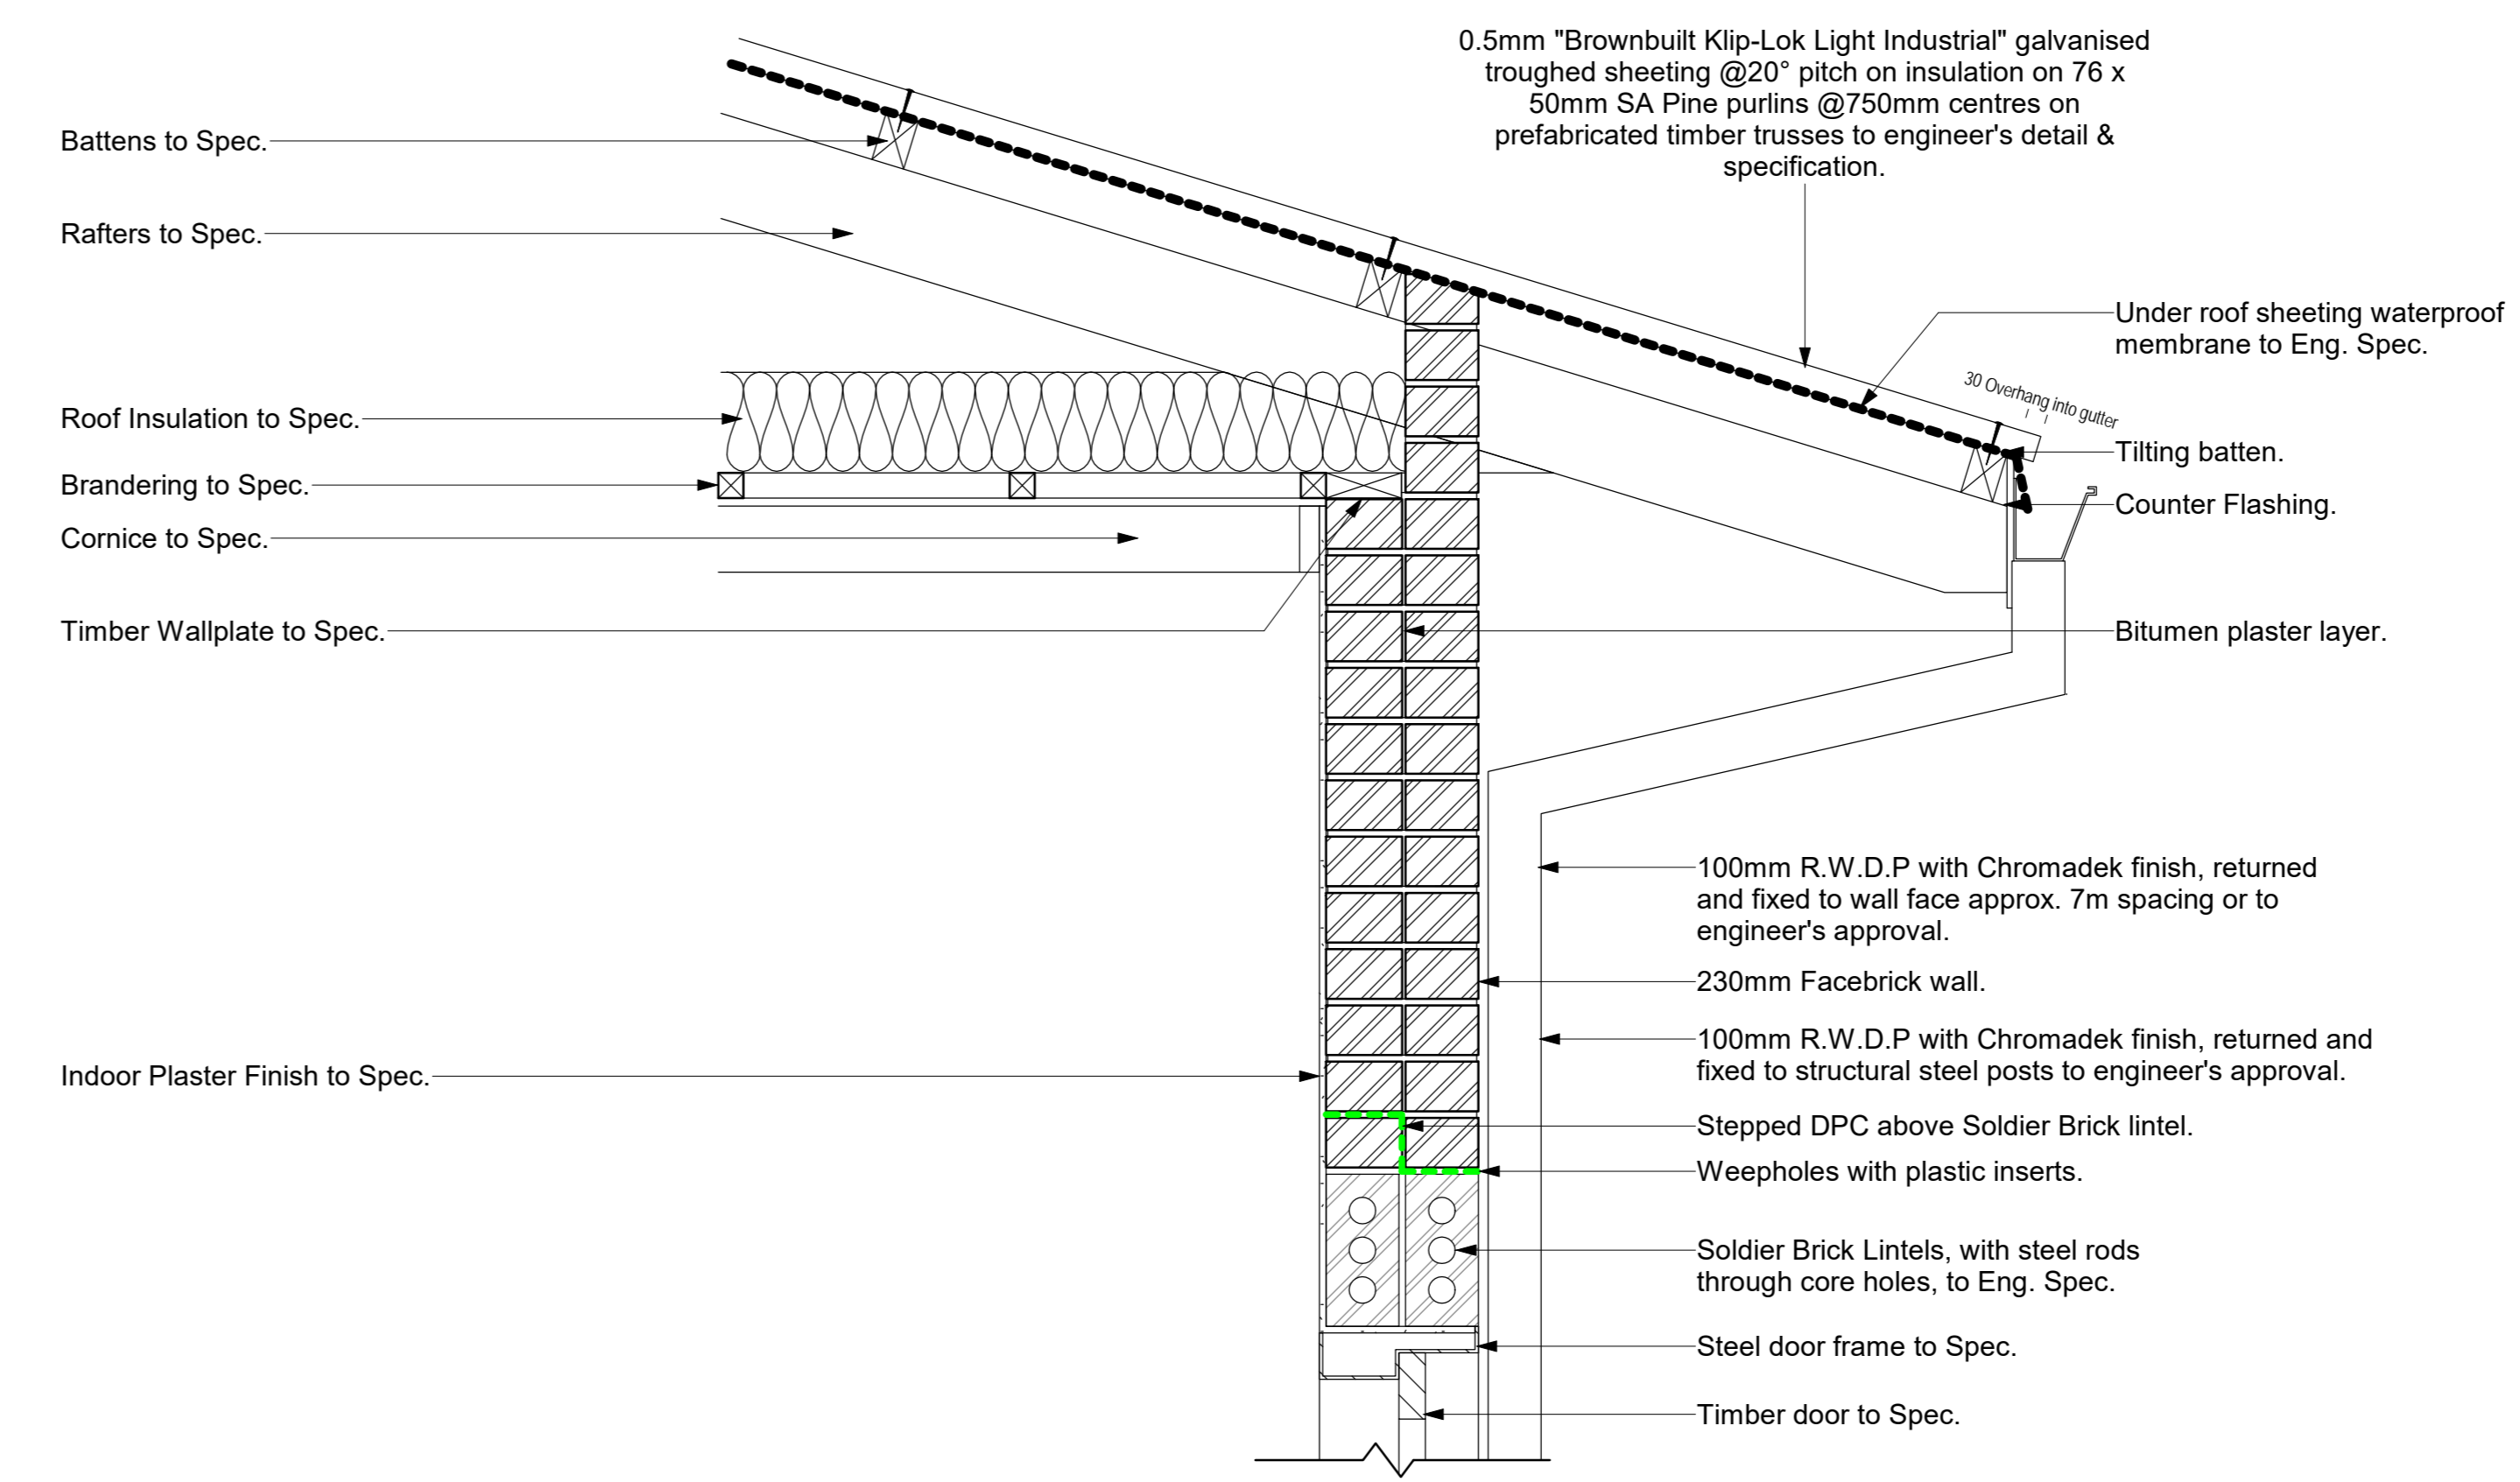 0.5mm "Brownbuilt Klip-Lok Light Industrial" galvanised
troughed sheeting @20° pitch on insulation on 76 x
50mm SA Pine purlins @750mm centres on
prefabricated timber trusses to engineer's detail &
specification.
Battens to Spec.
Rafters to Spec.
Under roof sheeting waterproof
membrane to Eng. Spec.
30 Overhang into gutter
Roof Insulation to Spec.
Tilting batten.
Brandering to Spec.
Counter Flashing.
Cornice to Spec.
Timber Wallplate to Spec.
Bitumen plaster layer.
100mm R.W.D.P with Chromadek finish, returned
and fixed to wall face approx. 7m spacing or to
engineer's approval.
230mm Facebrick wall.
100mm R.W.D.P with Chromadek finish, returned and
fixed to structural steel posts to engineer's approval.
Indoor Plaster Finish to Spec.
Stepped DPC above Soldier Brick lintel.
Weepholes with plastic inserts.
Soldier Brick Lintels, with steel rods
through core holes, to Eng. Spec.
Steel door frame to Spec.
Timber door to Spec.